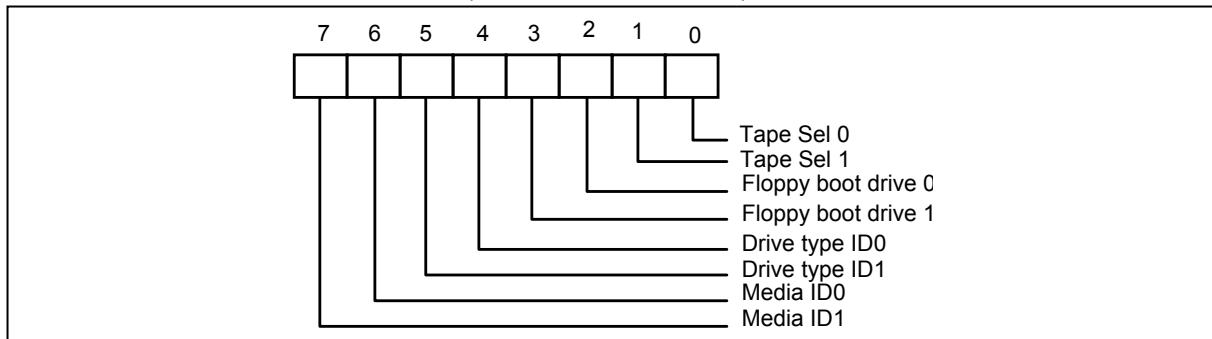 7 6 5 4 3 2 1 0
Tape Sel 0
Tape Sel 1
Floppy boot drive 0
Floppy boot drive 1
Drive type ID0
Drive type ID1
Media ID0
Media ID1